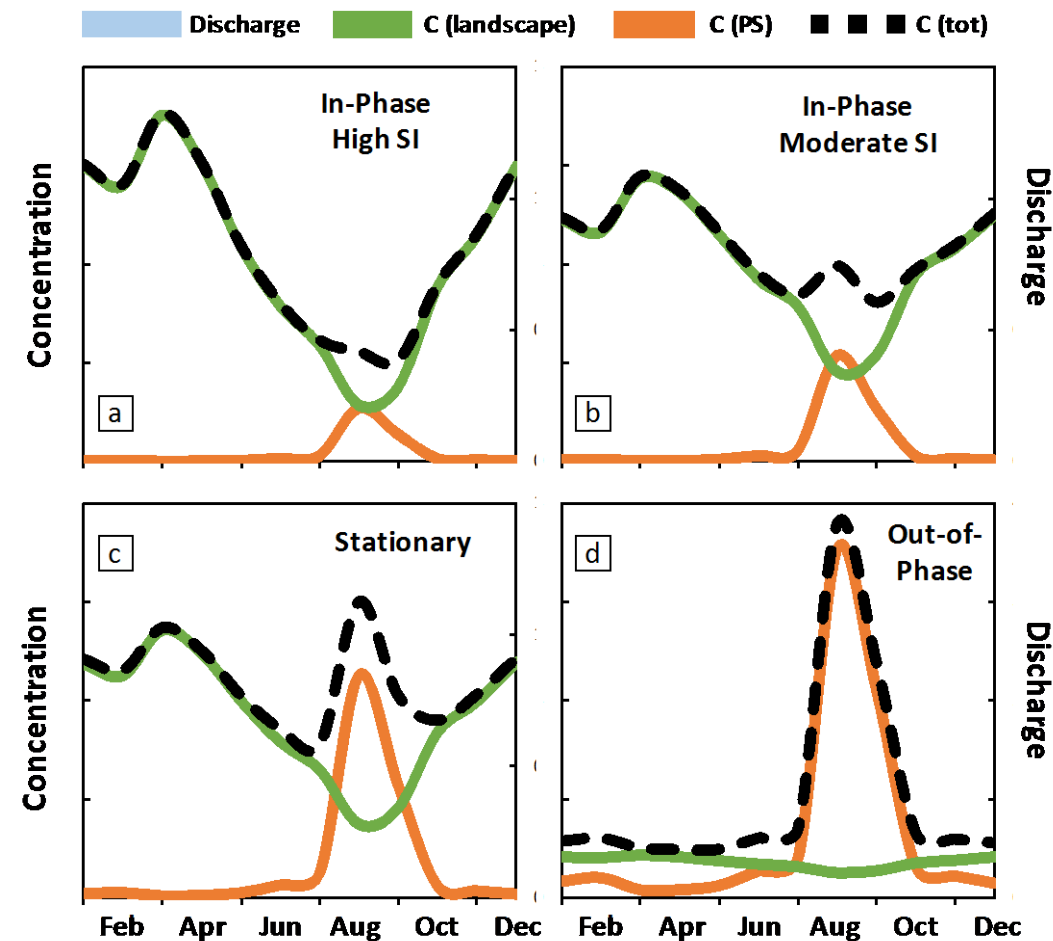 Discharge C (landscape) C (PS) C (tot)
In-Phase
High SI
In-Phase
Moderate SI
Concentration
Discharge
a
b
c
Stationary
d
Out-of-
Phase
Concentration
Discharge
Feb Apr Jun Aug Oct Dec
Feb Apr Jun Aug Oct Dec